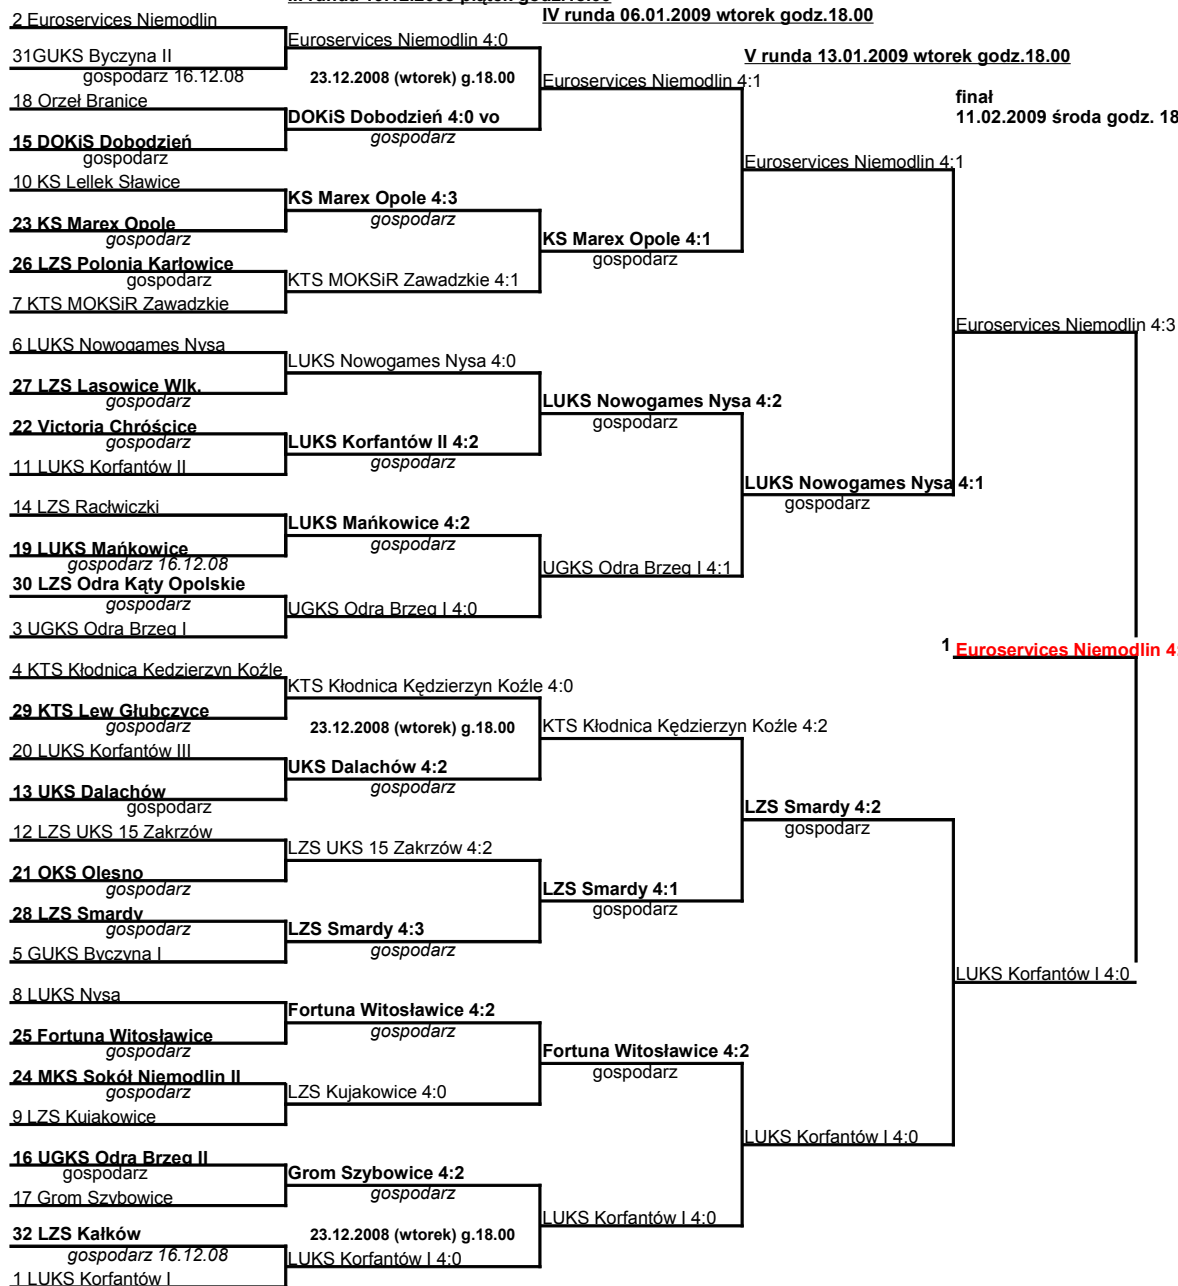 IV runda 06.01.2009 wtorek godz.18.00
V runda 13.01.2009 wtorek godz.18.00
finał
11.02.2009 środa godz. 18
2 Euroservices Niemodlin
31GUKS Byczyna II
gospodarz 16.12.08
18 Orzeł Branice
15 DOKiS Dobodzień
gospodarz
10 KS Lellek Sławice
23 KS Marex Opole
gospodarz
26 LZS Polonia Karłowice
gospodarz
7 KTS MOKSiR Zawadzkie
6 LUKS Nowogames Nysa
27 LZS Lasowice Wlk.
gospodarz
22 Victoria Chróścice
gospodarz
11 LUKS Korfantów II
14 LZS Racłwiczki
19 LUKS Mańkowice
gospodarz 16.12.08
30 LZS Odra Kąty Opolskie
gospodarz
3 UGKS Odra Brzeg I
4 KTS Kłodnica Kędzierzyn Koźle
29 KTS Lew Głubczyce
gospodarz
20 LUKS Korfantów III
13 UKS Dalachów
gospodarz
12 LZS UKS 15 Zakrzów
21 OKS Olesno
gospodarz
28 LZS Smardy
gospodarz
5 GUKS Byczyna I
8 LUKS Nysa
25 Fortuna Witosławice
gospodarz
24 MKS Sokół Niemodlin II
gospodarz
9 LZS Kujakowice
16 UGKS Odra Brzeg II
gospodarz
17 Grom Szybowice
32 LZS Kałków
gospodarz 16.12.08
1 LUKS Korfantów I
Euroservices Niemodlin 4:0
23.12.2008 (wtorek) g.18.00
DOKiS Dobodzień 4:0 vo
gospodarz
KS Marex Opole 4:3
gospodarz
KTS MOKSiR Zawadzkie 4:1
LUKS Nowogames Nysa 4:0
LUKS Korfantów II 4:2
gospodarz
LUKS Mańkowice 4:2
gospodarz
UGKS Odra Brzeg I 4:0
KTS Kłodnica Kędzierzyn Koźle 4:0
23.12.2008 (wtorek) g.18.00
UKS Dalachów 4:2
gospodarz
LZS UKS 15 Zakrzów 4:2
LZS Smardy 4:3
gospodarz
Fortuna Witosławice 4:2
gospodarz
LZS Kujakowice 4:0
Grom Szybowice 4:2
gospodarz
23.12.2008 (wtorek) g.18.00
LUKS Korfantów I 4:0
Euroservices Niemodlin 4:1
KS Marex Opole 4:1
gospodarz
LUKS Nowogames Nysa 4:2
gospodarz
UGKS Odra Brzeg I 4:1
KTS Kłodnica Kędzierzyn Koźle 4:2
LZS Smardy 4:1
gospodarz
Fortuna Witosławice 4:2
gospodarz
LUKS Korfantów I 4:0
Euroservices Niemodlin 4:1
LUKS Nowogames Nysa 4:1
gospodarz
LZS Smardy 4:2
gospodarz
LUKS Korfantów I 4:0
Euroservices Niemodlin 4:3
LUKS Korfantów I 4:0
1 Euroservices Niemodlin 4: